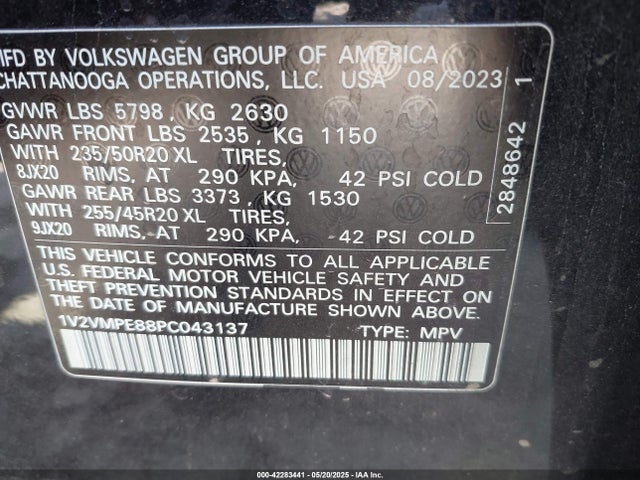 MFD BY VOLKSWAGEN GROUP OF AMERICA
CHATTANOOGA OPERATIONS, LLC. USA 08/2023
GVWR LBS 5798, KG 2630
GAWR FRONT LBS 2535, KG 1150
WITH 235/50R20 XL TIRES,
8JX20 RIMS, AT 290 KPA, 42 PSI COLD
GAWR REAR LBS 3373, KG 1530
WITH 255/45R20 XL TIRES,
9JX20 RIMS, AT 290 KPA, 42 PSI COLD
THIS VEHICLE CONFORMS TO ALL APPLICABLE
U.S. FEDERAL MOTOR VEHICLE SAFETY AND
THEFT PREVENTION STANDARDS IN EFFECT ON
THE DATE OF MANUFACTURE SHOWN ABOVE.
1V2VMPE88PC043137 TYPE: MPV
2848642 1
00-42283441 — 05/20/2025 — IAA Inc.